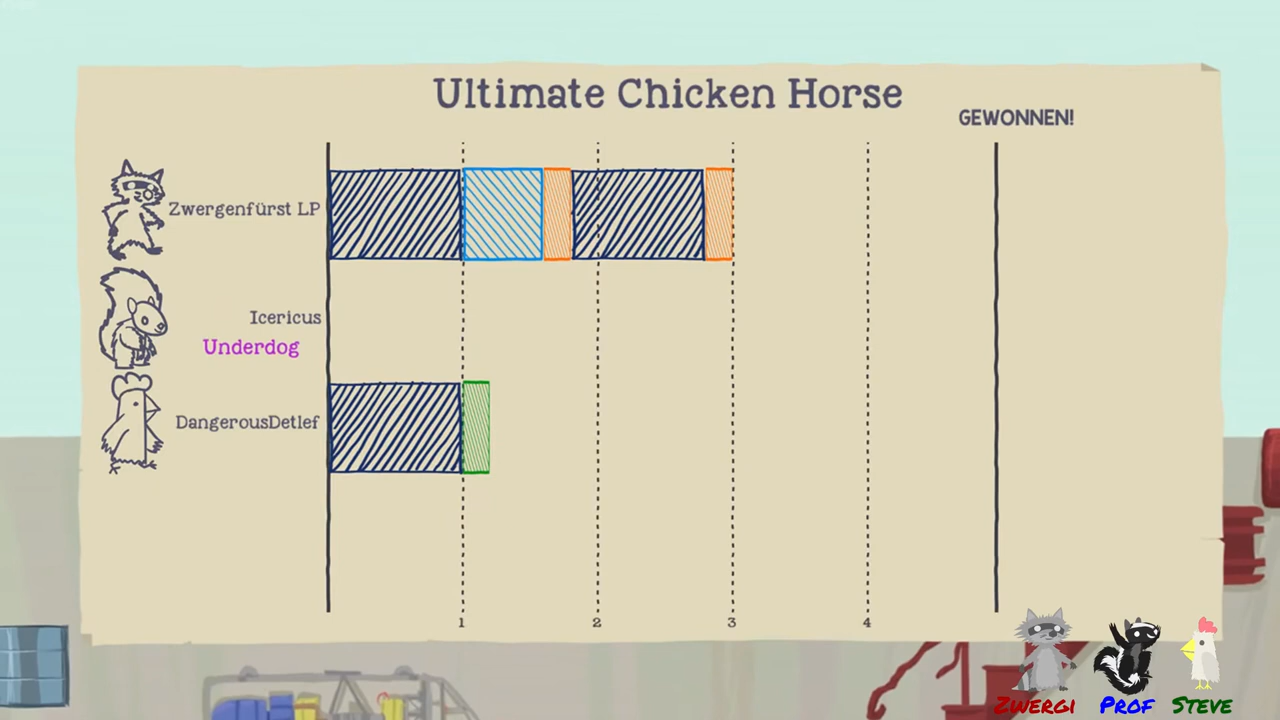 Ultimate Chicken Horse
GEWONNEN!
Zwergenfürst LP
Icericus
Underdog
DangerousDetlef
1 2 3 4
Zwergi Prof Steve